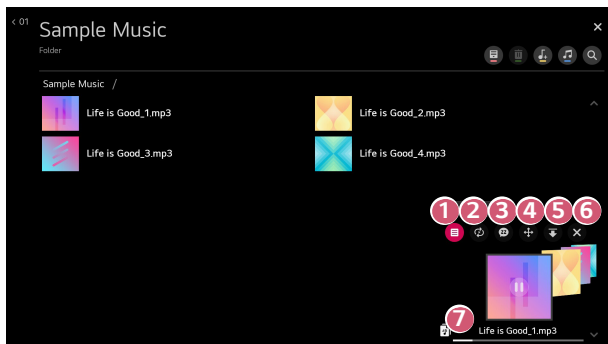 < 01
Sample Music
Folder
Sample Music /
Life is Good_1.mp3
Life is Good_2.mp3
Life is Good_3.mp3
Life is Good_4.mp3
1 2 3 4 5 6
7
Life is Good_1.mp3